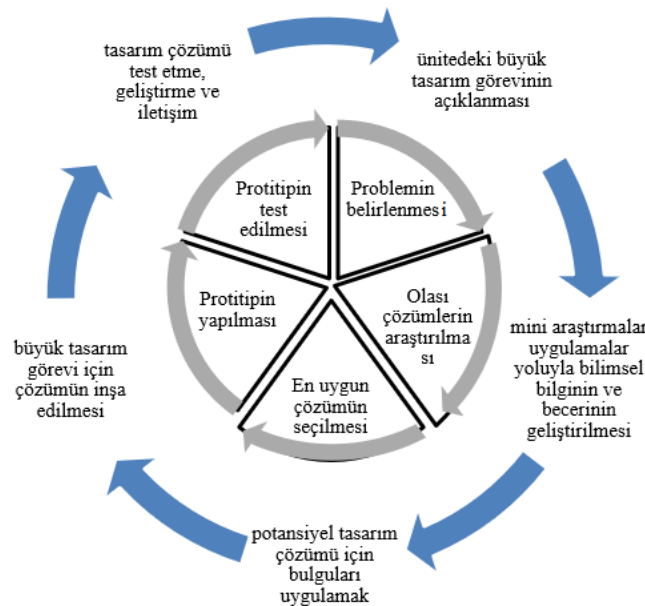 tasarım çözümü
test etme,
geliştirme ve
iletişim
ünitedeki büyük
tasarım görevinin
açıklanması
Protitipin
test
edilmesi
Problemin
belirlenmesi
Protitipin
yapılması
Olası
çözümlerin
araştırılma
sı
En uygun
çözümün
seçilmesi
büyük tasarım
görevi için
çözümün inşa
edilmesi
mini araştırmalar
uygulamalar
yoluyla bilimsel
bilginin ve
becerinin
geliştirilmesi
potansiyel tasarım
çözümü için
bulguları
uygulamak